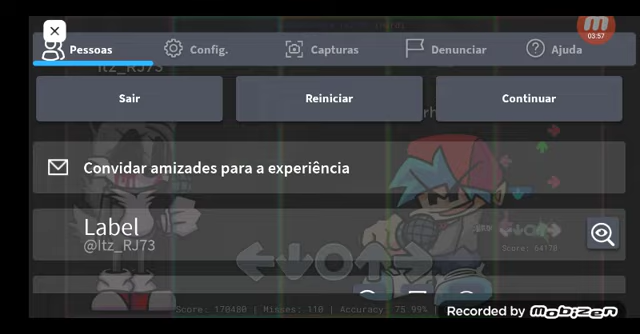 03:57
Pessoas
Config.
Capturas
Denunciar
Ajuda
Itz_RJ73
Sair
Reiniciar
Continuar
Convidar amizades para a experiência
Label
@Itz_RJ73
Score: 64170
Score: 170480 | Misses: 110 | Accuracy: 75.99%
Recorded by mobizen